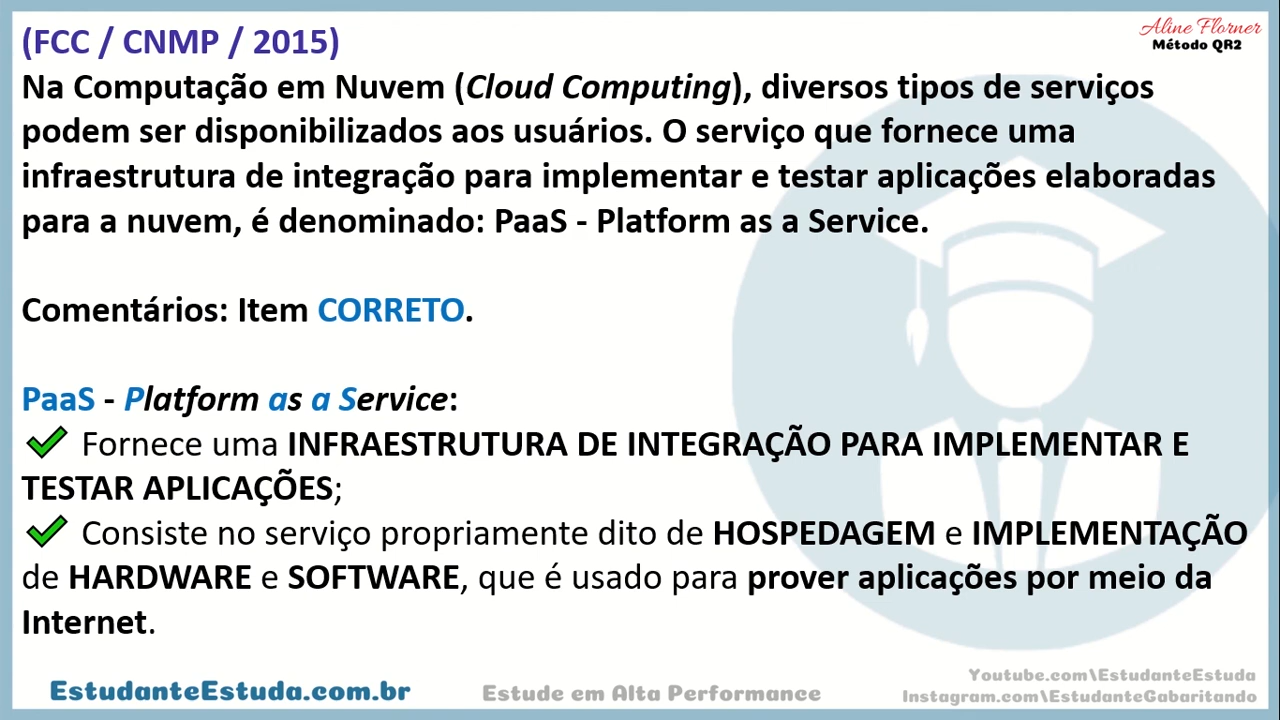 (FCC / CNMP / 2015)
Aline Florner
Método QR2
Na Computação em Nuvem (Cloud Computing), diversos tipos de serviços
podem ser disponibilizados aos usuários. O serviço que fornece uma
infraestrutura de integração para implementar e testar aplicações elaboradas
para a nuvem, é denominado: PaaS - Platform as a Service.
Comentários: Item CORRETO.
PaaS - Platform as a Service:
✔ Fornece uma INFRAESTRUTURA DE INTEGRAÇÃO PARA IMPLEMENTAR E
TESTAR APLICAÇÕES;
✔ Consiste no serviço propriamente dito de HOSPEDAGEM e IMPLEMENTAÇÃO
de HARDWARE e SOFTWARE, que é usado para prover aplicações por meio da
Internet.
EstudanteEstuda.com.br
Estude em Alta Performance
Youtube.com\EstudanteEstuda
Instagram.com\EstudanteGabaritando